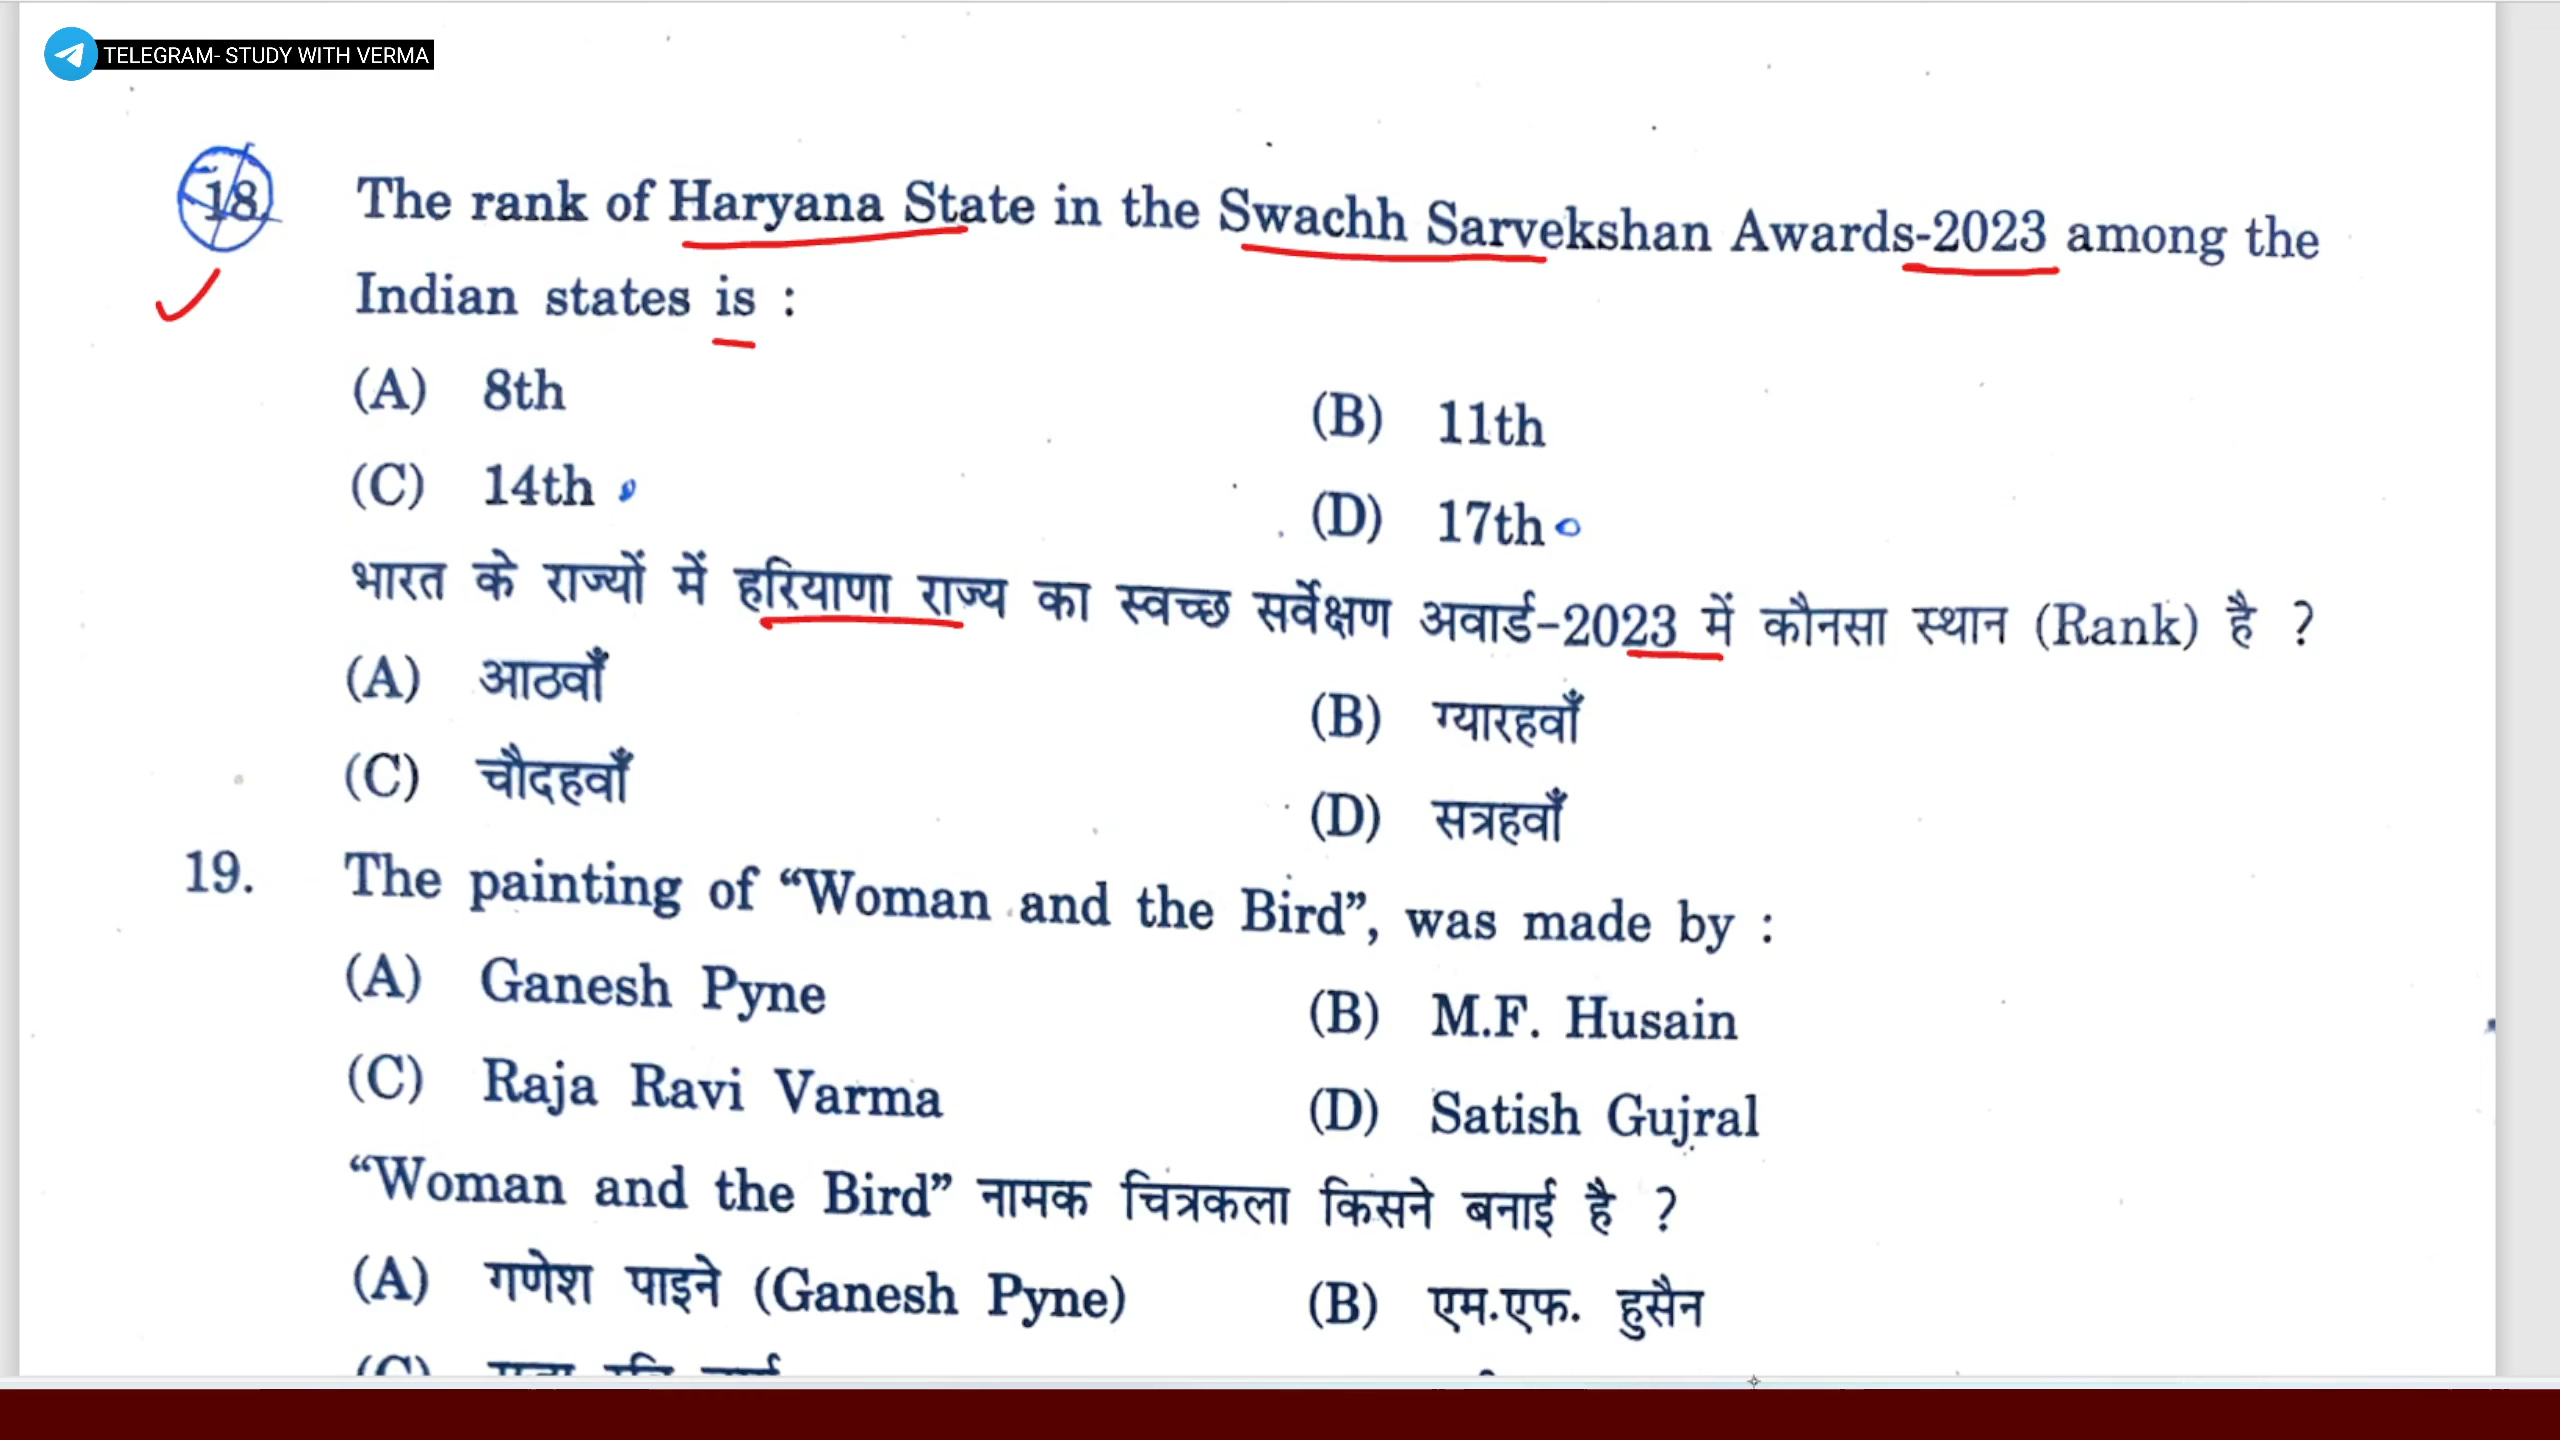 TELEGRAM- STUDY WITH VERMA
18. The rank of Haryana State in the Swachh Sarvekshan Awards-2023 among the
Indian states is :
(A) 8th (B) 11th
(C) 14th (D) 17th
भारत के राज्यों में हरियाणा राज्य का स्वच्छ सर्वेक्षण अवार्ड-2023 में कौनसा स्थान (Rank) है ?
(A) आठवाँ (B) ग्यारहवाँ
(C) चौदहवाँ (D) सत्रहवाँ
19. The painting of “Woman and the Bird”, was made by :
(A) Ganesh Pyne (B) M.F. Husain
(C) Raja Ravi Varma (D) Satish Gujral
“Woman and the Bird” नामक चित्रकला किसने बनाई है ?
(A) गणेश पाइने (Ganesh Pyne) (B) एम.एफ. हुसैन